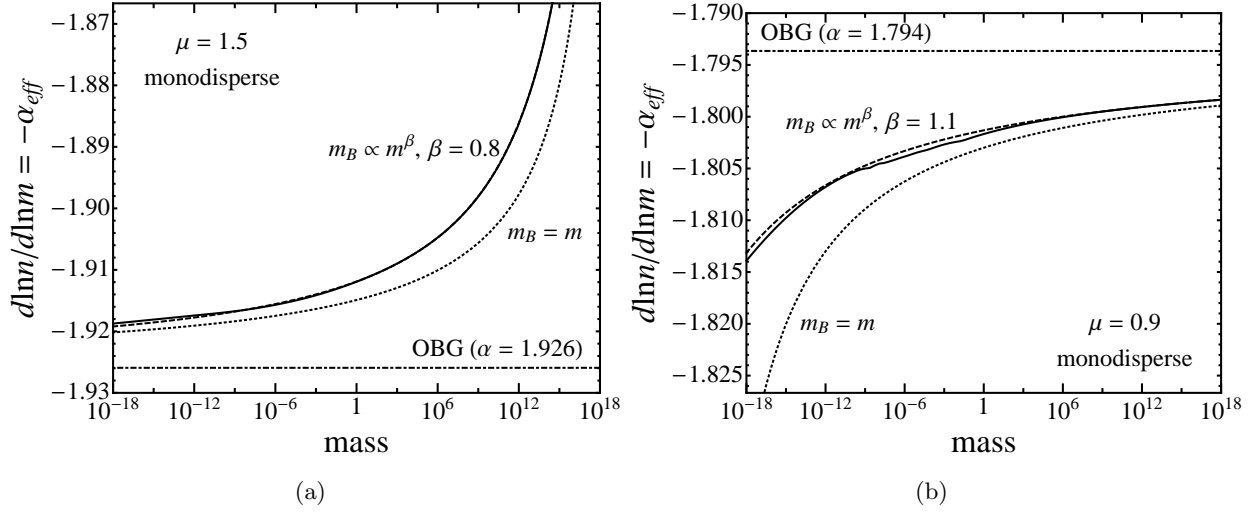 −1.87
−1.88
−1.89
−1.90
−1.91
−1.92
−1.93
dlnn/dlnm = −α_eff
μ = 1.5
monodisperse
m_B ∝ m^β, β = 0.8
m_B = m
OBG (α = 1.926)
10^−18 10^−12 10^−6 1 10^6 10^12 10^18
mass
(a)
−1.790
−1.795
−1.800
−1.805
−1.810
−1.815
−1.820
−1.825
dlnn/dlnm = −α_eff
OBG (α = 1.794)
m_B ∝ m^β, β = 1.1
m_B = m
μ = 0.9
monodisperse
10^−18 10^−12 10^−6 1 10^6 10^12 10^18
mass
(b)